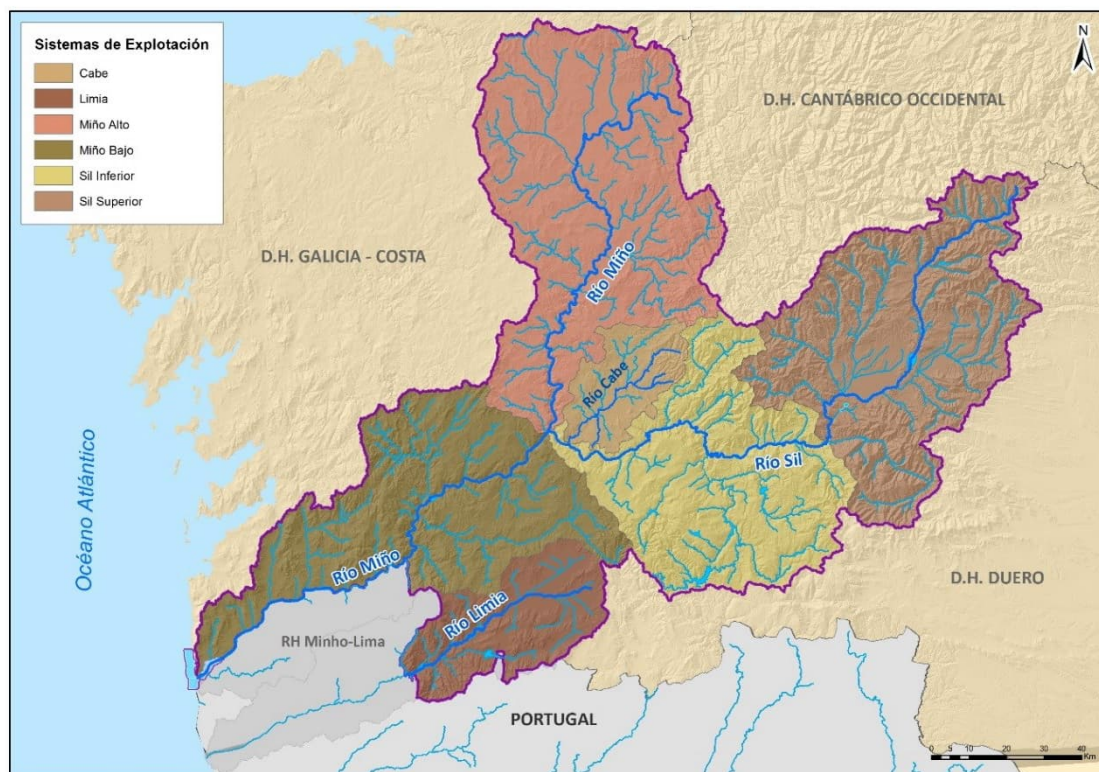 Sistemas de Explotación
Cabe
Limia
Miño Alto
Miño Bajo
Sil Inferior
Sil Superior
N
D.H. CANTÁBRICO OCCIDENTAL
D.H. GALICIA - COSTA
Río Miño
Río Cabe
Río Sil
Océano Atlántico
Río Miño
Río Limia
D.H. DUERO
RH Minho-Lima
PORTUGAL
0 5 10 20 30 40
Km